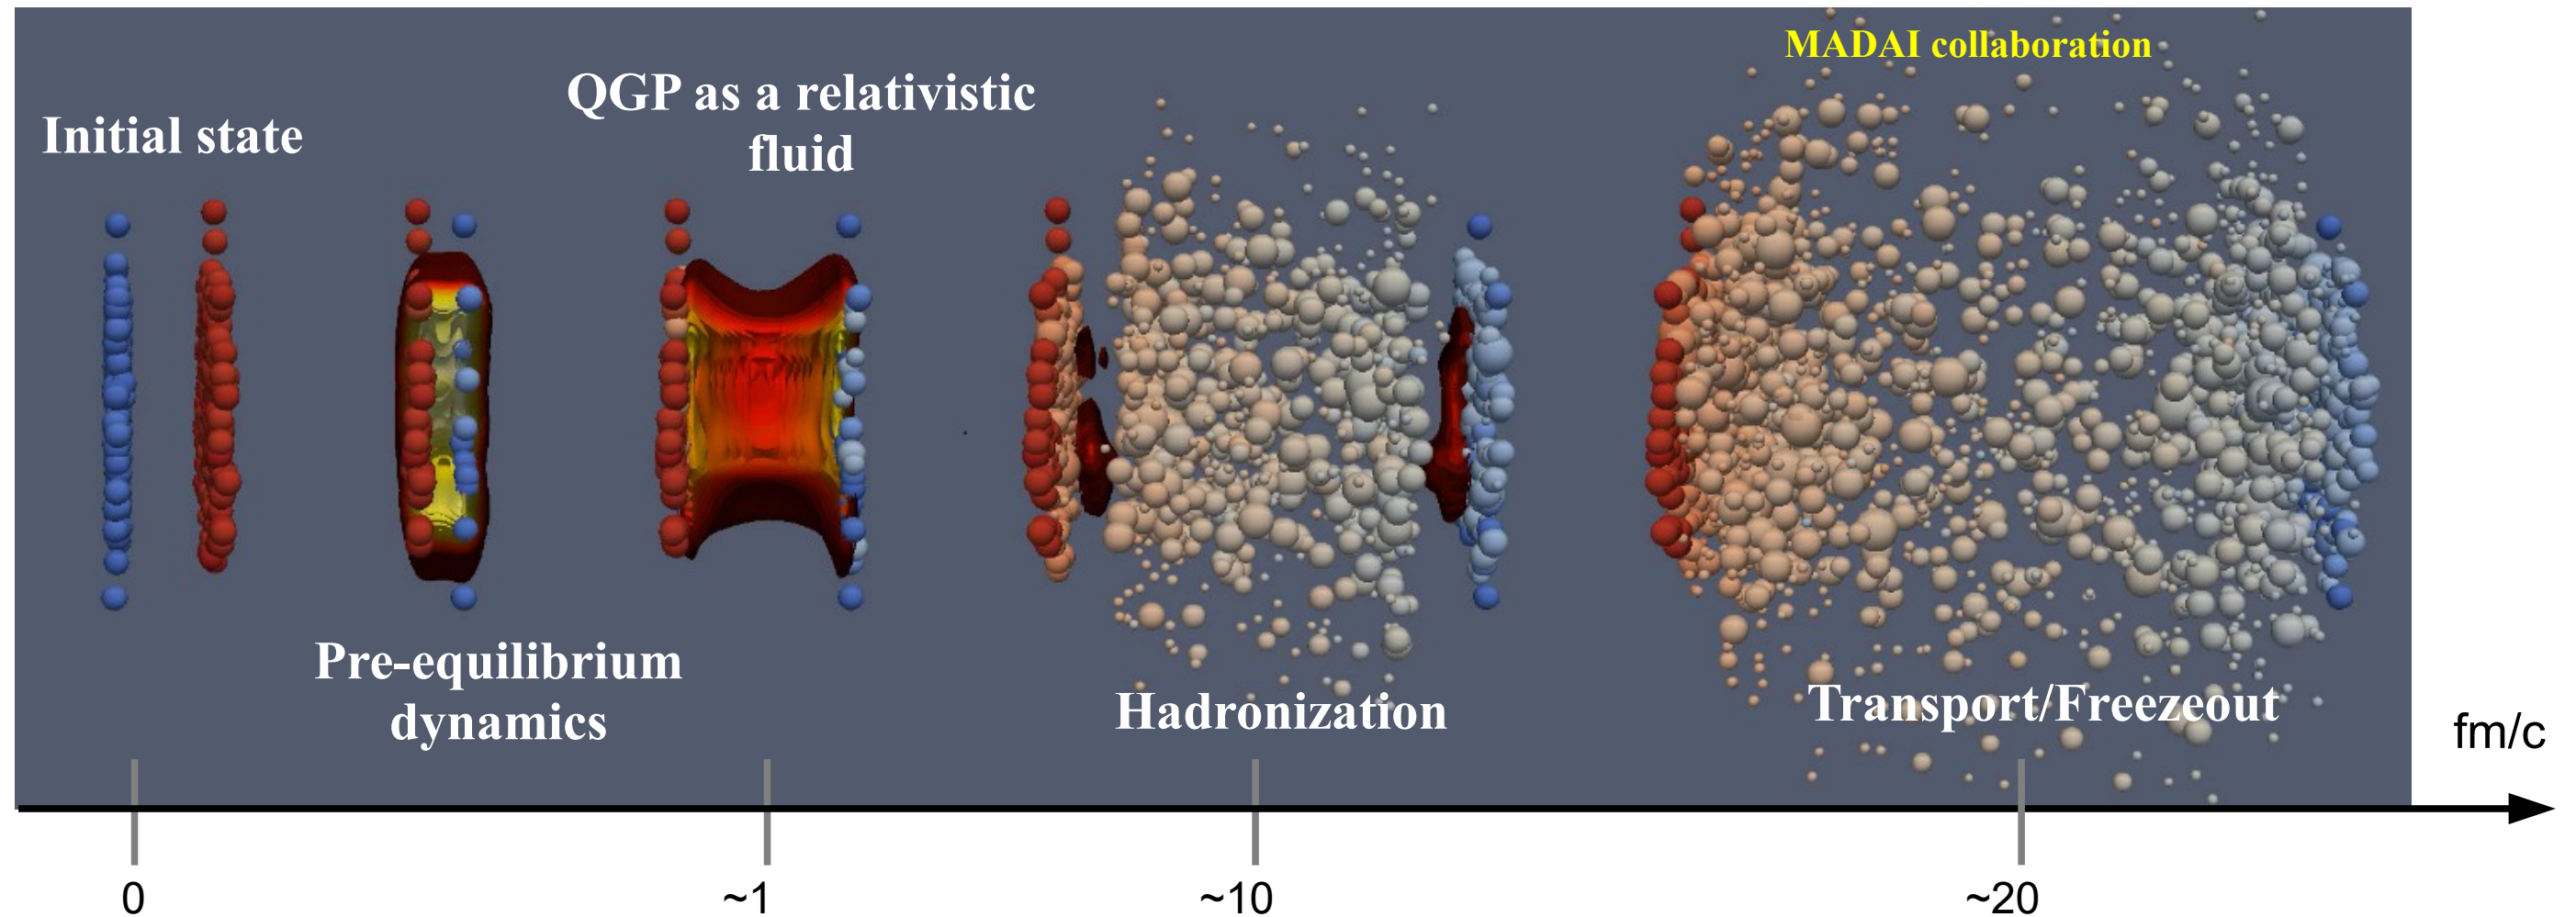 MADAI collaboration
QGP as a relativistic
fluid
Initial state
Pre-equilibrium
dynamics
Hadronization
Transport/Freezeout
fm/c
0
~1
~10
~20